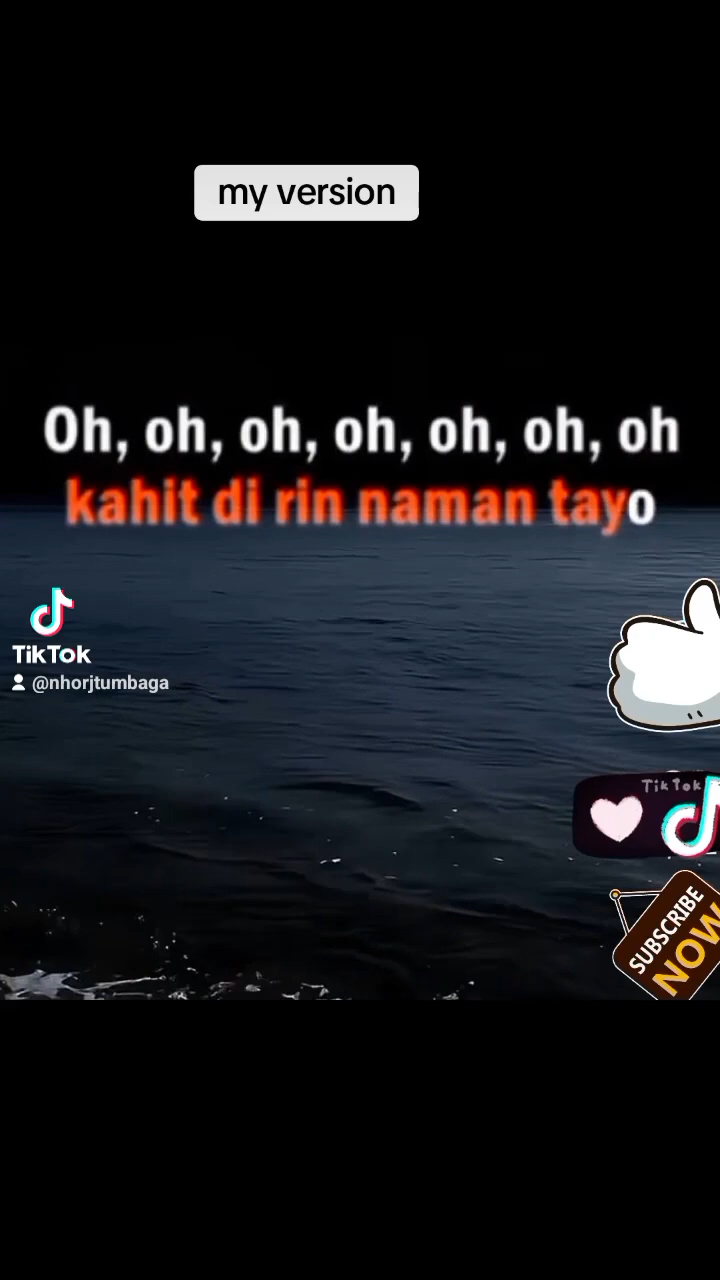 my version
Oh, oh, oh, oh, oh, oh, oh
kahit di rin naman tayo
TikTok
@nhorjtumbaga
TikTok
SUBSCRIBE
NOW